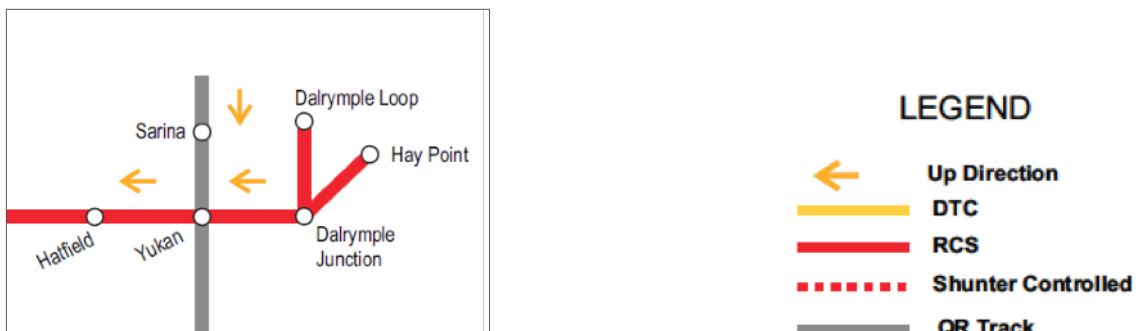 Dalrymple Loop
Sarina
Hay Point
Hatfield
Yukan
Dalrymple
Junction
LEGEND
Up Direction
DTC
RCS
Shunter Controlled
QR Track